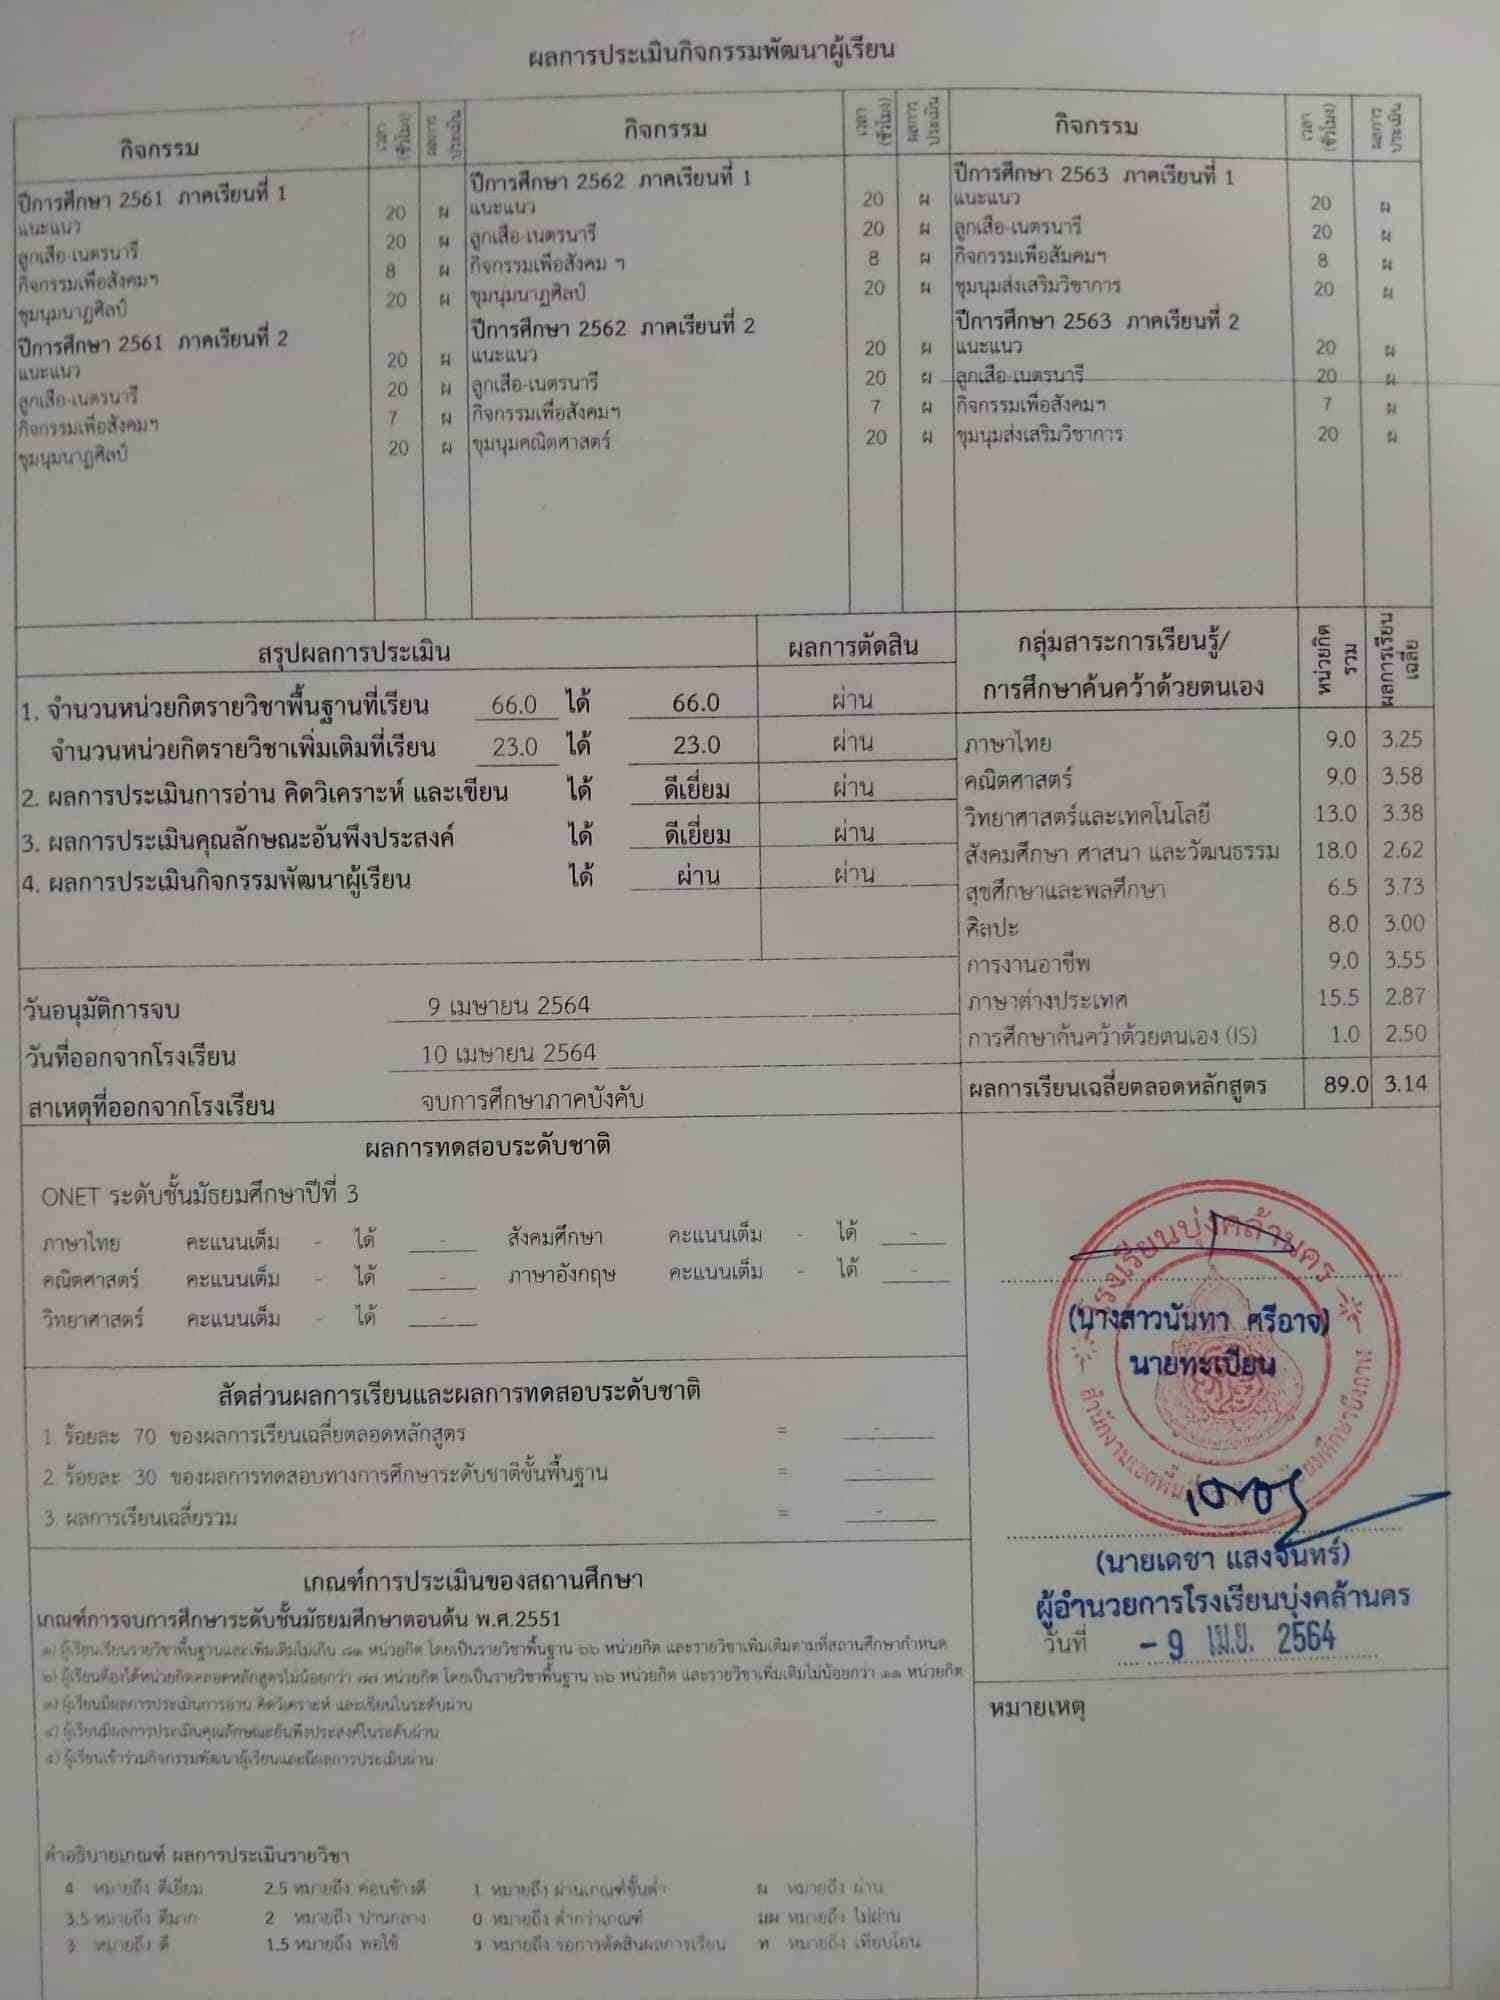 ผลการประเมินกิจกรรมพัฒนาผู้เรียน
กิจกรรม เวลา (ชั่วโมง) ผลการประเมิน กิจกรรม เวลา (ชั่วโมง) ผลการประเมิน กิจกรรม เวลา (ชั่วโมง) ผลการประเมิน
ปีการศึกษา 2561 ภาคเรียนที่ 1
แนะแนว 20 ผ
ลูกเสือ-เนตรนารี 20 ผ
กิจกรรมเพื่อสังคมฯ 8 ผ
ชุมนุมนาฏศิลป์ 20 ผ
ปีการศึกษา 2561 ภาคเรียนที่ 2
แนะแนว 20 ผ
ลูกเสือ-เนตรนารี 20 ผ
กิจกรรมเพื่อสังคมฯ 7 ผ
ชุมนุมนาฏศิลป์ 20 ผ
ปีการศึกษา 2562 ภาคเรียนที่ 1
แนะแนว 20 ผ
ลูกเสือ-เนตรนารี 20 ผ
กิจกรรมเพื่อสังคม ฯ 8 ผ
ชุมนุมนาฏศิลป์ 20 ผ
ปีการศึกษา 2562 ภาคเรียนที่ 2
แนะแนว 20 ผ
ลูกเสือ-เนตรนารี 20 ผ
กิจกรรมเพื่อสังคมฯ 7 ผ
ชุมนุมคณิตศาสตร์ 20 ผ
ปีการศึกษา 2563 ภาคเรียนที่ 1
แนะแนว 20 ผ
ลูกเสือ-เนตรนารี 20 ผ
กิจกรรมเพื่อสัมคมฯ 8 ผ
ชุมนุมส่งเสริมวิชาการ 20 ผ
ปีการศึกษา 2563 ภาคเรียนที่ 2
แนะแนว 20 ผ
ลูกเสือ-เนตรนารี 20 ผ
กิจกรรมเพื่อสังคมฯ 7 ผ
ชุมนุมส่งเสริมวิชาการ 20 ผ
สรุปผลการประเมิน ผลการตัดสิน
1. จำนวนหน่วยกิตรายวิชาพื้นฐานที่เรียน 66.0 ได้ 66.0 ผ่าน
จำนวนหน่วยกิตรายวิชาเพิ่มเติมที่เรียน 23.0 ได้ 23.0 ผ่าน
2. ผลการประเมินการอ่าน คิดวิเคราะห์ และเขียน ได้ ดีเยี่ยม ผ่าน
3. ผลการประเมินคุณลักษณะอันพึงประสงค์ ได้ ดีเยี่ยม ผ่าน
4. ผลการประเมินกิจกรรมพัฒนาผู้เรียน ได้ ผ่าน ผ่าน
กลุ่มสาระการเรียนรู้/ การศึกษาค้นคว้าด้วยตนเอง หน่วยกิตรวม ผลการเรียนเฉลี่ย
ภาษาไทย 9.0 3.25
คณิตศาสตร์ 9.0 3.58
วิทยาศาสตร์และเทคโนโลยี 13.0 3.38
สังคมศึกษา ศาสนา และวัฒนธรรม 18.0 2.62
สุขศึกษาและพลศึกษา 6.5 3.73
ศิลปะ 8.0 3.00
การงานอาชีพ 9.0 3.55
ภาษาต่างประเทศ 15.5 2.87
การศึกษาค้นคว้าด้วยตนเอง (IS) 1.0 2.50
ผลการเรียนเฉลี่ยตลอดหลักสูตร 89.0 3.14
วันอนุมัติการจบ 9 เมษายน 2564
วันที่ออกจากโรงเรียน 10 เมษายน 2564
สาเหตุที่ออกจากโรงเรียน จบการศึกษาภาคบังคับ
ผลการทดสอบระดับชาติ
ONET ระดับชั้นมัธยมศึกษาปีที่ 3
ภาษาไทย คะแนนเต็ม - ได้ - สังคมศึกษา คะแนนเต็ม - ได้ -
คณิตศาสตร์ คะแนนเต็ม - ได้ - ภาษาอังกฤษ คะแนนเต็ม - ได้ -
วิทยาศาสตร์ คะแนนเต็ม - ได้ -
สัดส่วนผลการเรียนและผลการทดสอบระดับชาติ
1. ร้อยละ 70 ของผลการเรียนเฉลี่ยตลอดหลักสูตร = -
2. ร้อยละ 30 ของผลการทดสอบทางการศึกษาระดับชาติขั้นพื้นฐาน = -
3. ผลการเรียนเฉลี่ยรวม = -
โรงเรียนบุ่งคล้านคร
(นางสาวนันทา ศรีอาจ)
นายทะเบียน
(นายเดชา แสงจันทร์)
ผู้อำนวยการโรงเรียนบุ่งคล้านคร
วันที่ - 9 เม.ย. 2564
หมายเหตุ
เกณฑ์การประเมินของสถานศึกษา
เกณฑ์การจบการศึกษาระดับชั้นมัธยมศึกษาตอนต้น พ.ศ.2551
๑) ผู้เรียนเรียนรายวิชาพื้นฐานและเพิ่มเติมไม่เกิน ๘๑ หน่วยกิต โดยเป็นรายวิชาพื้นฐาน ๖๖ หน่วยกิต และรายวิชาเพิ่มเติมตามที่สถานศึกษากำหนด
๒) ผู้เรียนต้องได้หน่วยกิตตลอดหลักสูตรไม่น้อยกว่า ๗๗ หน่วยกิต โดยเป็นรายวิชาพื้นฐาน ๖๖ หน่วยกิต และรายวิชาเพิ่มเติมไม่น้อยกว่า ๑๑ หน่วยกิต
๓) ผู้เรียนมีผลการประเมินการอ่าน คิดวิเคราะห์ และเขียนในระดับผ่าน
๔) ผู้เรียนมีผลการประเมินคุณลักษณะอันพึงประสงค์ในระดับผ่าน
๕) ผู้เรียนเข้าร่วมกิจกรรมพัฒนาผู้เรียนและมีผลการประเมินผ่าน
คำอธิบายเกณฑ์ ผลการประเมินรายวิชา
4 หมายถึง ดีเยี่ยม 2.5 หมายถึง ค่อนข้างดี 1 หมายถึง ผ่านเกณฑ์ขั้นต่ำ ผ หมายถึง ผ่าน
3.5 หมายถึง ดีมาก 2 หมายถึง ปานกลาง 0 หมายถึง ต่ำกว่าเกณฑ์ มผ หมายถึง ไม่ผ่าน
3 หมายถึง ดี 1.5 หมายถึง พอใช้ ร หมายถึง รอการตัดสินผลการเรียน ท หมายถึง เทียบโอน